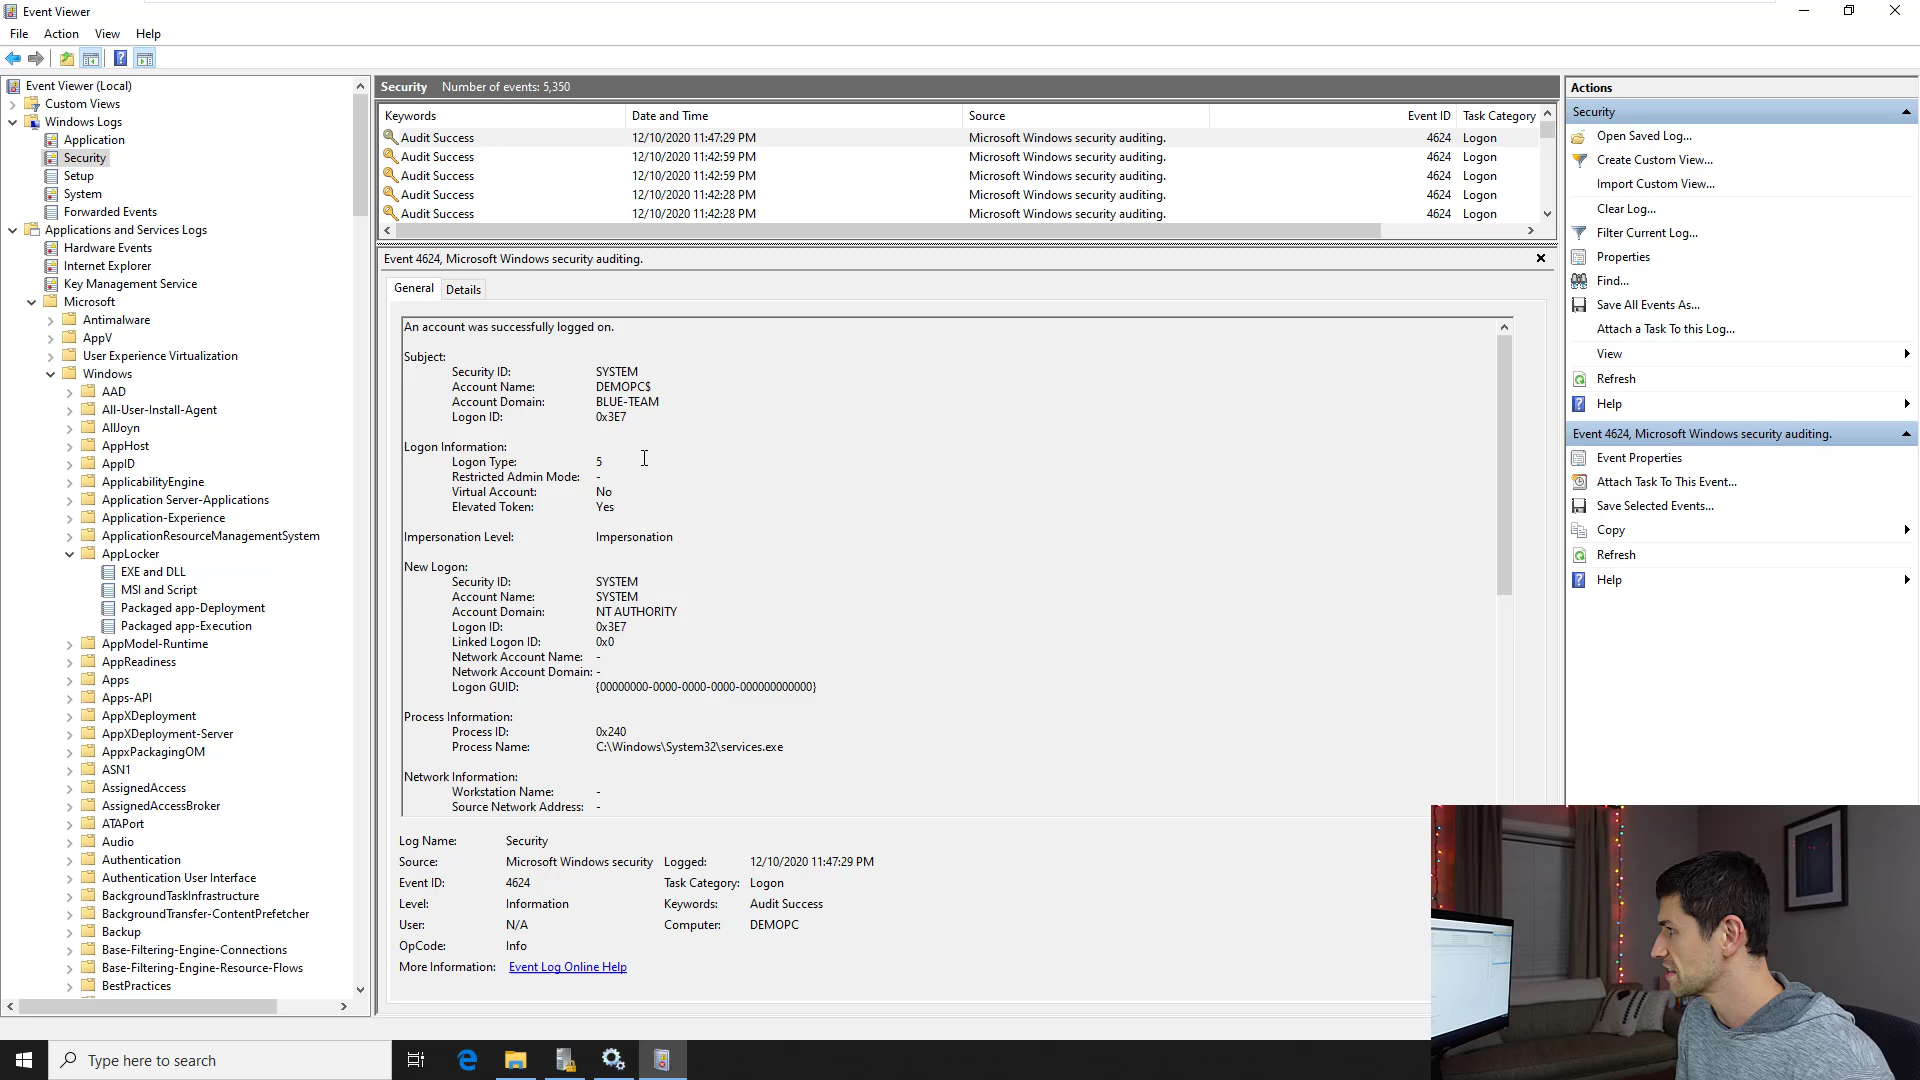 Event Viewer
File Action View Help
Event Viewer (Local)
Custom Views
Windows Logs
Application
Security
Setup
System
Forwarded Events
Applications and Services Logs
Hardware Events
Internet Explorer
Key Management Service
Microsoft
Antimalware
AppV
User Experience Virtualization
Windows
AAD
All-User-Install-Agent
AllJoyn
AppHost
AppID
ApplicabilityEngine
Application Server-Applications
Application-Experience
ApplicationResourceManagementSystem
AppLocker
EXE and DLL
MSI and Script
Packaged app-Deployment
Packaged app-Execution
AppModel-Runtime
AppReadiness
Apps
Apps-API
AppXDeployment
AppXDeployment-Server
AppxPackagingOM
ASN1
AssignedAccess
AssignedAccessBroker
ATAPort
Audio
Authentication
Authentication User Interface
BackgroundTaskInfrastructure
BackgroundTransfer-ContentPrefetcher
Backup
Base-Filtering-Engine-Connections
Base-Filtering-Engine-Resource-Flows
BestPractices
Security Number of events: 5,350
Keywords Date and Time Source Event ID Task Category
Audit Success 12/10/2020 11:47:29 PM Microsoft Windows security auditing. 4624 Logon
Audit Success 12/10/2020 11:42:59 PM Microsoft Windows security auditing. 4624 Logon
Audit Success 12/10/2020 11:42:59 PM Microsoft Windows security auditing. 4624 Logon
Audit Success 12/10/2020 11:42:28 PM Microsoft Windows security auditing. 4624 Logon
Audit Success 12/10/2020 11:42:28 PM Microsoft Windows security auditing. 4624 Logon
Event 4624, Microsoft Windows security auditing.
General Details
An account was successfully logged on.
Subject:
Security ID: SYSTEM
Account Name: DEMOPC$
Account Domain: BLUE-TEAM
Logon ID: 0x3E7
Logon Information:
Logon Type: 5
Restricted Admin Mode: -
Virtual Account: No
Elevated Token: Yes
Impersonation Level: Impersonation
New Logon:
Security ID: SYSTEM
Account Name: SYSTEM
Account Domain: NT AUTHORITY
Logon ID: 0x3E7
Linked Logon ID: 0x0
Network Account Name: -
Network Account Domain: -
Logon GUID: {00000000-0000-0000-0000-000000000000}
Process Information:
Process ID: 0x240
Process Name: C:\Windows\System32\services.exe
Network Information:
Workstation Name: -
Source Network Address: -
Log Name: Security
Source: Microsoft Windows security Logged: 12/10/2020 11:47:29 PM
Event ID: 4624 Task Category: Logon
Level: Information Keywords: Audit Success
User: N/A Computer: DEMOPC
OpCode: Info
More Information: Event Log Online Help
Actions
Security
Open Saved Log...
Create Custom View...
Import Custom View...
Clear Log...
Filter Current Log...
Properties
Find...
Save All Events As...
Attach a Task To this Log...
View
Refresh
Help
Event 4624, Microsoft Windows security auditing.
Event Properties
Attach Task To This Event...
Save Selected Events...
Copy
Refresh
Help
Type here to search